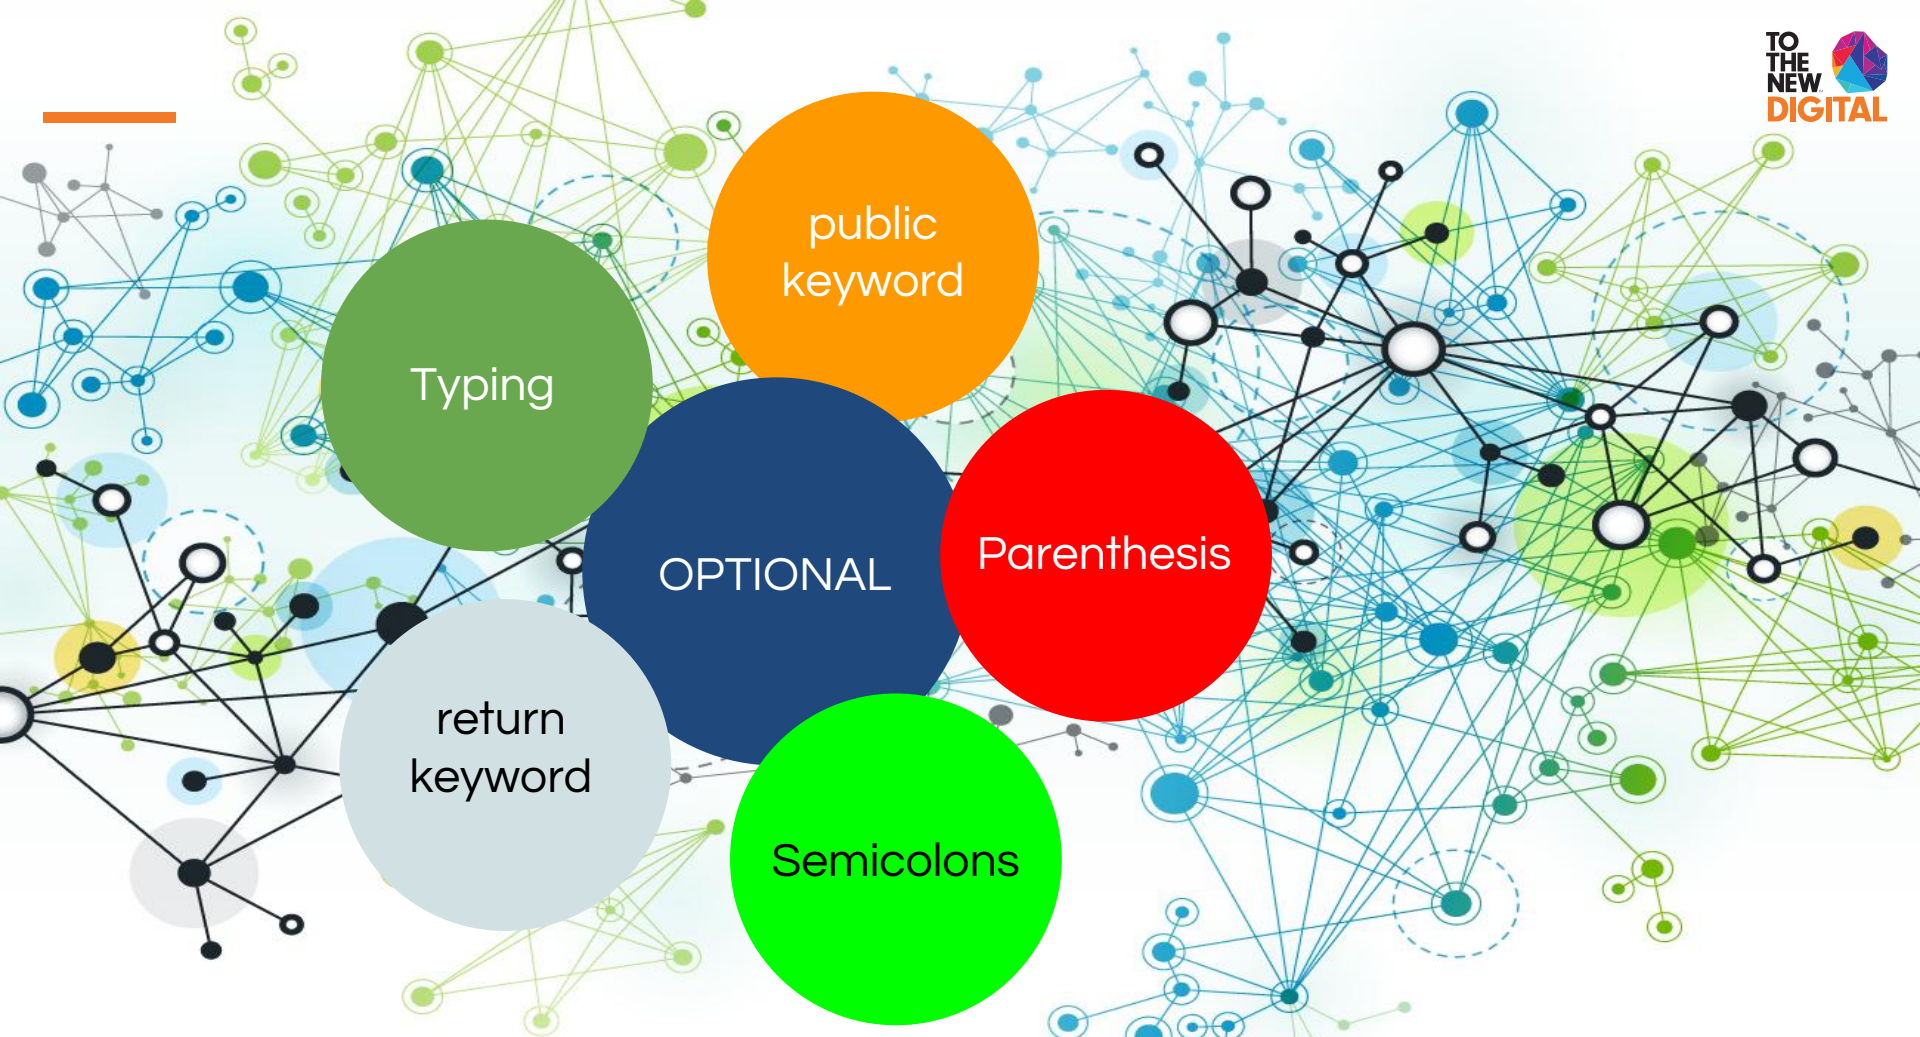 TO
THE
NEW
DIGITAL
public
keyword
Typing
OPTIONAL
Parenthesis
return
keyword
Semicolons